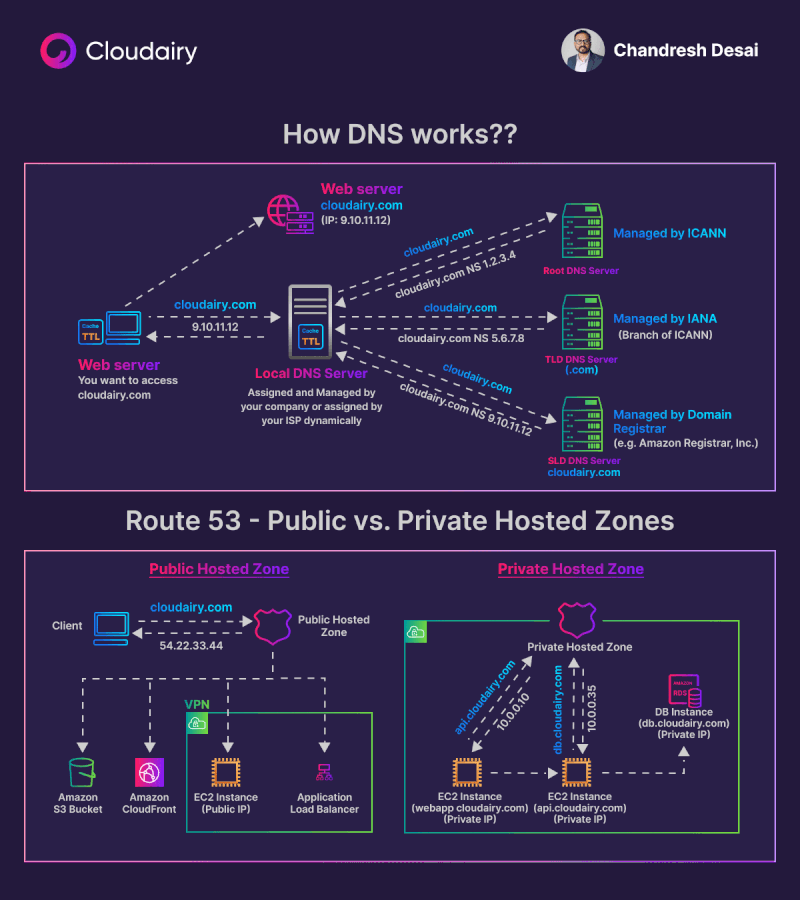 Cloudairy
Chandresh Desai
How DNS works??
Web server
cloudairy.com
(IP: 9.10.11.12)
cloudairy.com
cloudairy.com NS 1.2.3.4
Root DNS Server
Managed by ICANN
Cache
TTL
cloudairy.com
9.10.11.12
Web server
You want to access
cloudairy.com
Cache
TTL
Local DNS Server
Assigned and Managed by
your company or assigned by
your ISP dynamically
cloudairy.com
cloudairy.com NS 5.6.7.8
TLD DNS Server
(.com)
Managed by IANA
(Branch of ICANN)
cloudairy.com
cloudairy.com NS 9.10.11.12
SLD DNS Server
cloudairy.com
Managed by Domain
Registrar
(e.g. Amazon Registrar, Inc.)
Route 53 - Public vs. Private Hosted Zones
Public Hosted Zone
Client
cloudairy.com
54.22.33.44
Public Hosted
Zone
VPN
Amazon
S3 Bucket
Amazon
CloudFront
EC2 Instance
(Public IP)
Application
Load Balancer
Private Hosted Zone
Private Hosted Zone
api.cloudairy.com
10.0.0.10
db.cloudairy.com
10.0.0.35
AMAZON
RDS
DB Instance
(db.cloudairy.com)
(Private IP)
EC2 Instance
(webapp cloudairy.com)
(Private IP)
EC2 Instance
(api.cloudairy.com)
(Private IP)